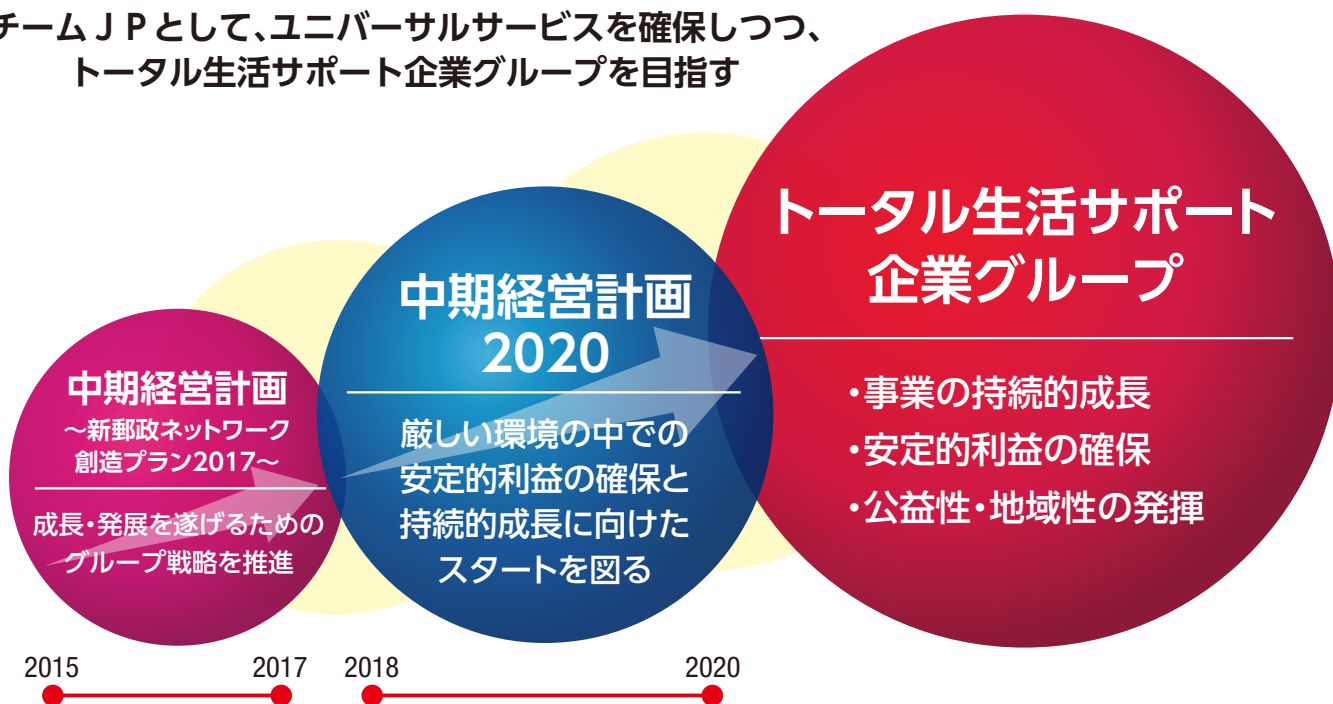 チームＪＰとして､ユニバーサルサービスを確保しつつ､
トータル生活サポート企業グループを目指す
中期経営計画
～新郵政ネットワーク
創造プラン2017～
成長･発展を遂げるための
グループ戦略を推進
中期経営計画
2020
厳しい環境の中での
安定的利益の確保と
持続的成長に向けた
スタートを図る
トータル生活サポート
企業グループ
･事業の持続的成長
･安定的利益の確保
･公益性･地域性の発揮
2015
2017
2018
2020